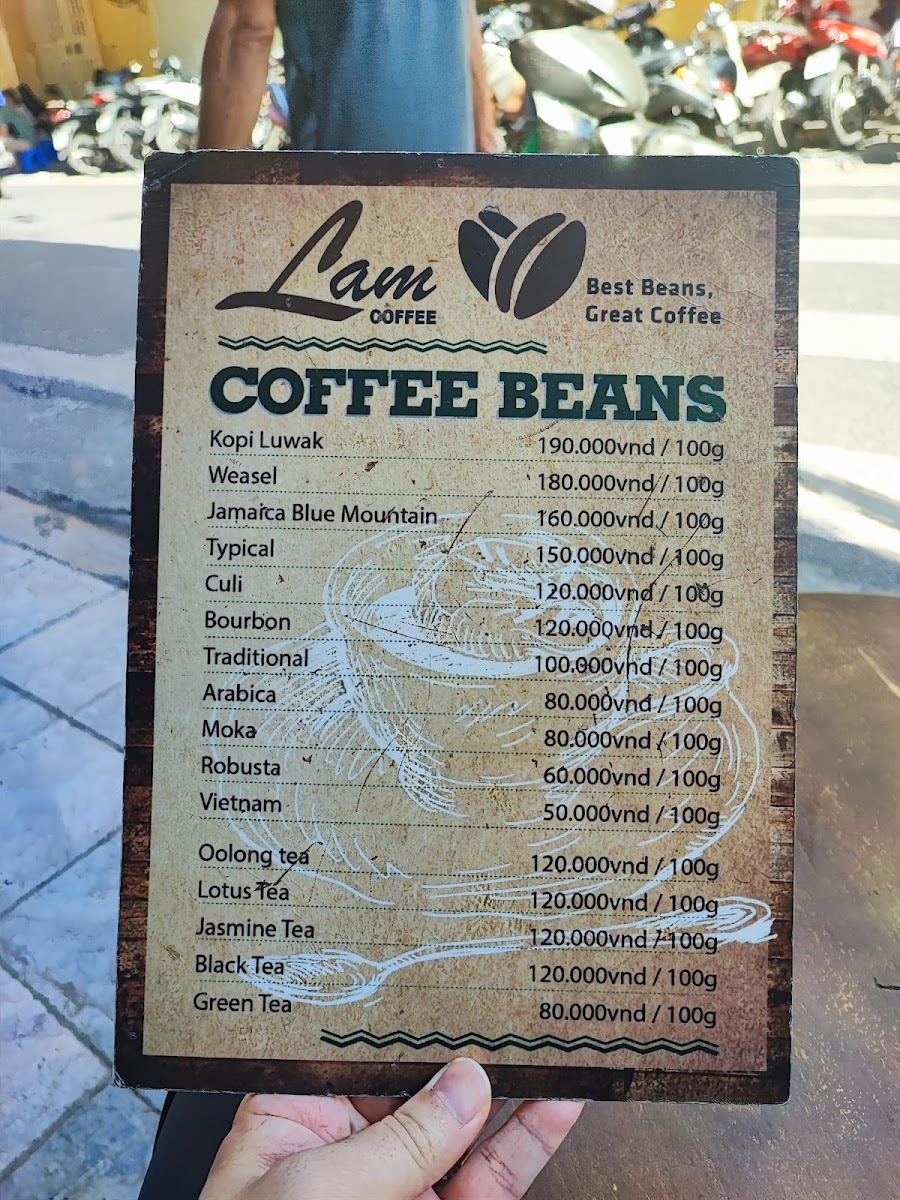 Lam
COFFEE
Best Beans,
Great Coffee
COFFEE BEANS
Kopi Luwak 190.000vnd / 100g
Weasel 180.000vnd / 100g
Jamaica Blue Mountain 160.000vnd / 100g
Typical 150.000vnd / 100g
Culi 120.000vnd / 100g
Bourbon 120.000vnd / 100g
Traditional 100.000vnd / 100g
Arabica 80.000vnd / 100g
Moka 80.000vnd / 100g
Robusta 60.000vnd / 100g
Vietnam 50.000vnd / 100g
Oolong tea 120.000vnd / 100g
Lotus Tea 120.000vnd / 100g
Jasmine Tea 120.000vnd / 100g
Black Tea 120.000vnd / 100g
Green Tea 80.000vnd / 100g